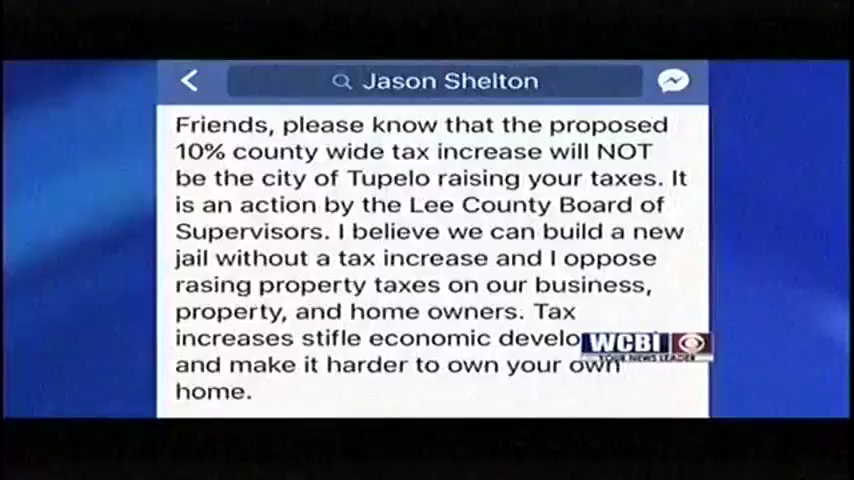 Jason Shelton
Friends, please know that the proposed
10% county wide tax increase will NOT
be the city of Tupelo raising your taxes. It
is an action by the Lee County Board of
Supervisors. I believe we can build a new
jail without a tax increase and I oppose
rasing property taxes on our business,
property, and home owners. Tax
increases stifle economic develo
and make it harder to own your own
home.
WCBI
YOUR NEWS LEADER